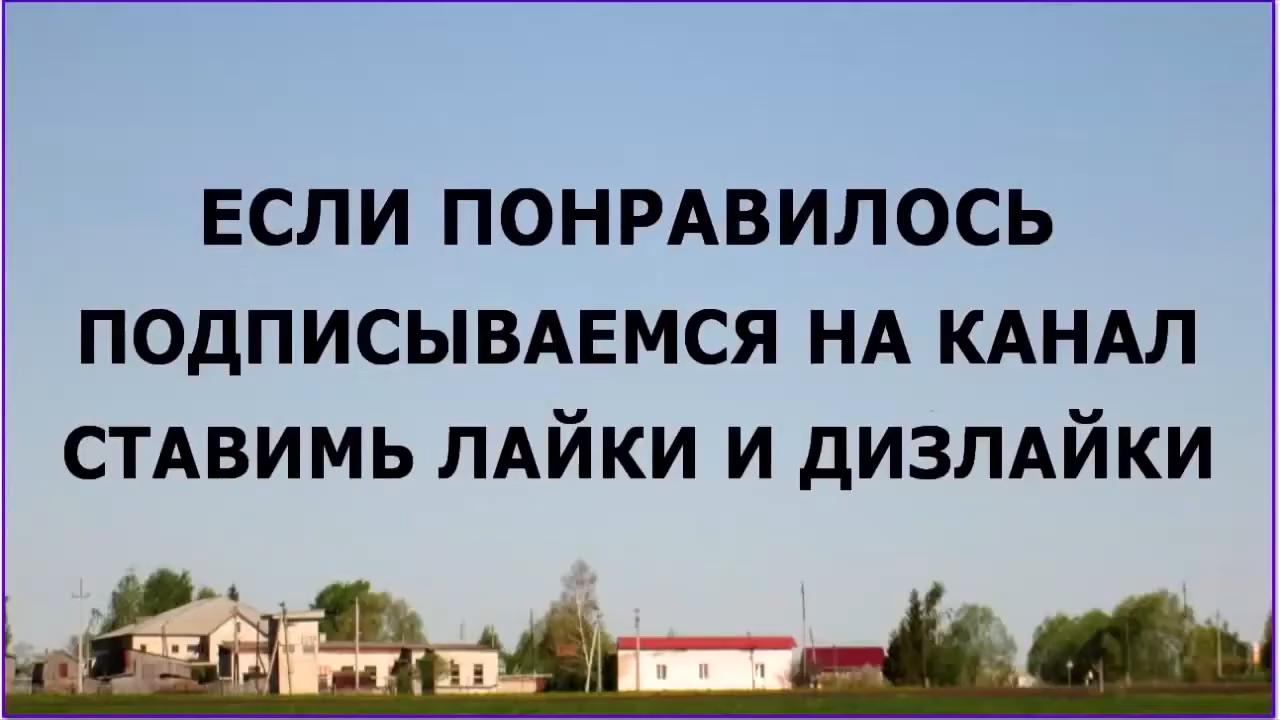 ЕСЛИ ПОНРАВИЛОСЬ
ПОДПИСЫВАЕМСЯ НА КАНАЛ
СТАВИМЬ ЛАЙКИ И ДИЗЛАЙКИ